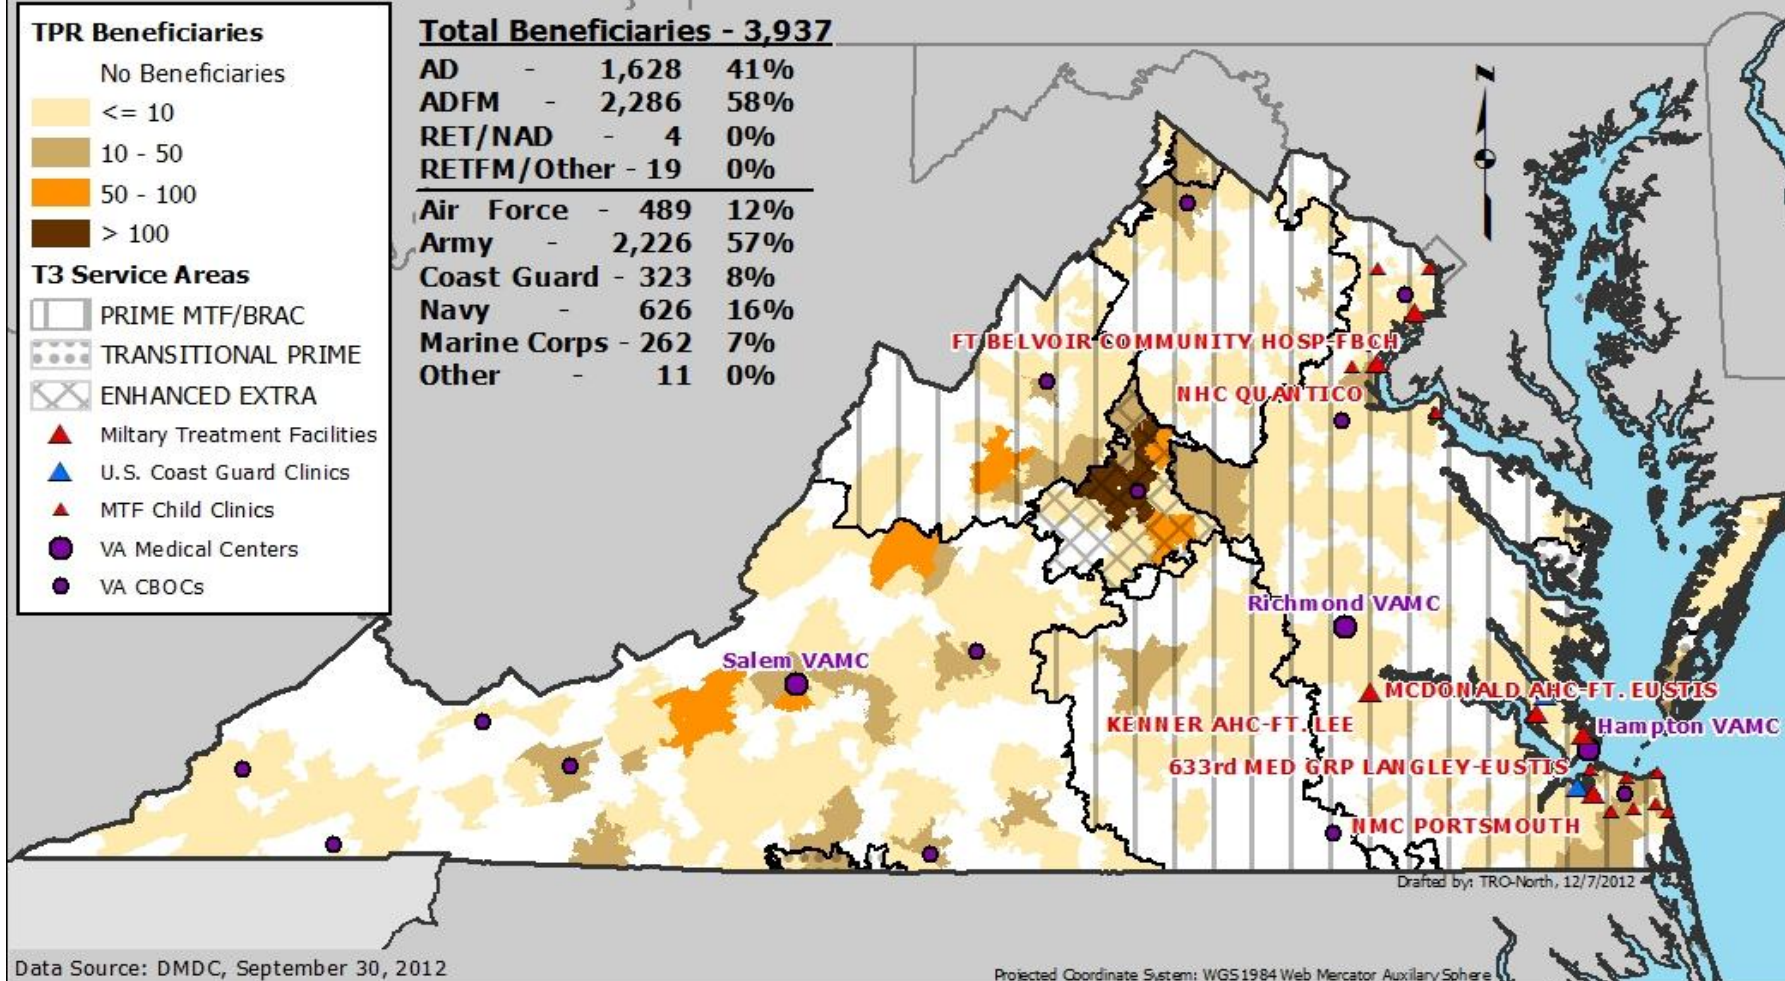 TPR Beneficiaries
No Beneficiaries
<= 10
10 - 50
50 - 100
> 100
T3 Service Areas
PRIME MTF/BRAC
TRANSITIONAL PRIME
ENHANCED EXTRA
Miltary Treatment Facilities
U.S. Coast Guard Clinics
MTF Child Clinics
VA Medical Centers
VA CBOCs
Total Beneficiaries - 3,937
AD - 1,628 41%
ADFM - 2,286 58%
RET/NAD - 4 0%
RETFM/Other - 19 0%
Air Force - 489 12%
Army - 2,226 57%
Coast Guard - 323 8%
Navy - 626 16%
Marine Corps - 262 7%
Other - 11 0%
N
FT BELVOIR COMMUNITY HOSP-FBCH
NHC QUANTICO
Richmond VAMC
Salem VAMC
MCDONALD AHC-FT. EUSTIS
KENNER AHC-FT. LEE
Hampton VAMC
633rd MED GRP LANGLEY-EUSTIS
NMC PORTSMOUTH
Drafted by: TRO-North, 12/7/2012
Data Source: DMDC, September 30, 2012
Projected Coordinate System: WGS 1984 Web Mercator Auxilary Sphere